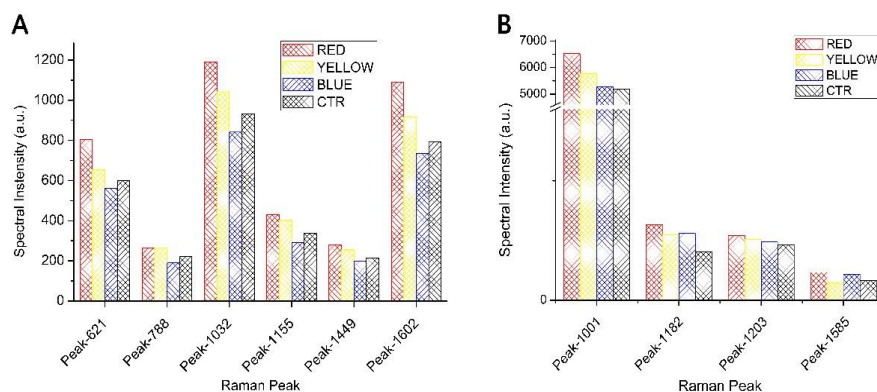 A
Spectral Instensity (a.u.)
1200
1000
800
600
400
200
0
RED
YELLOW
BLUE
CTR
Peak-621
Peak-788
Peak-1032
Peak-1155
Peak-1449
Peak-1602
Raman Peak
B
Spectral Intensity (a.u.)
7000
6000
5000
0
RED
YELLOW
BLUE
CTR
Peak-1001
Peak-1182
Peak-1203
Peak-1585
Raman Peak